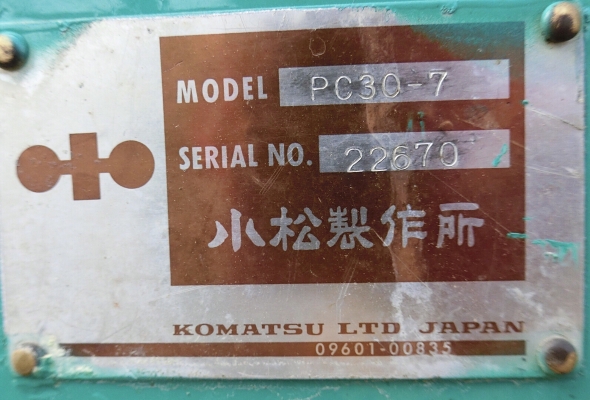 MODEL PC30-7
SERIAL NO. 22670
小松製作所
KOMATSU LTD JAPAN
09601-00835